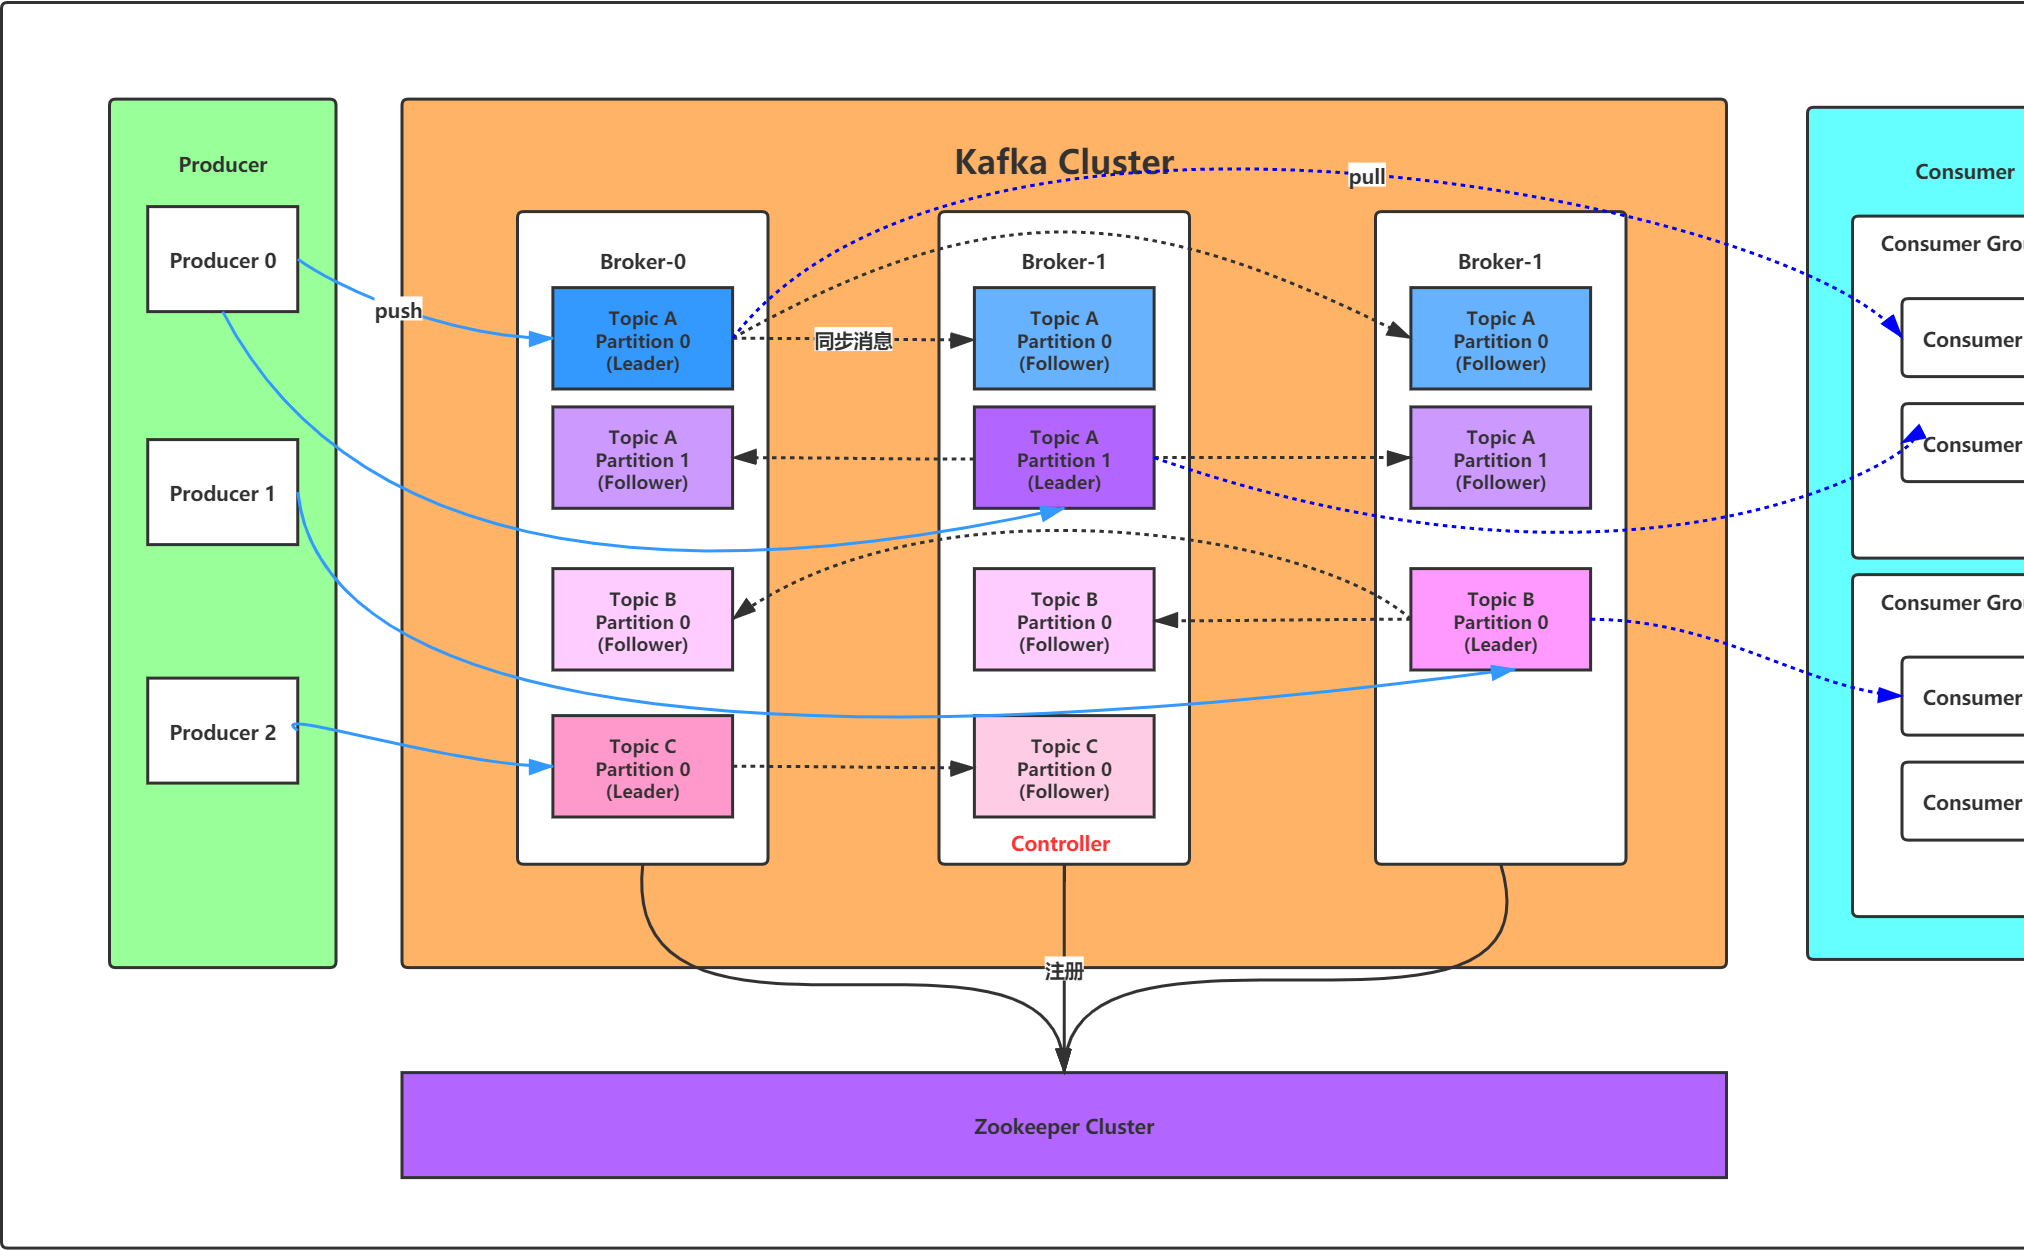 Producer
Producer 0
Producer 1
Producer 2
push
Kafka Cluster
pull
Broker-0
Topic A
Partition 0
(Leader)
Topic A
Partition 1
(Follower)
Topic B
Partition 0
(Follower)
Topic C
Partition 0
(Leader)
同步消息
Broker-1
Topic A
Partition 0
(Follower)
Topic A
Partition 1
(Leader)
Topic B
Partition 0
(Follower)
Topic C
Partition 0
(Follower)
Controller
Broker-1
Topic A
Partition 0
(Follower)
Topic A
Partition 1
(Follower)
Topic B
Partition 0
(Leader)
注册
Zookeeper Cluster
Consumer
Consumer
Consumer
Consumer
Consumer
Consumer
Consumer